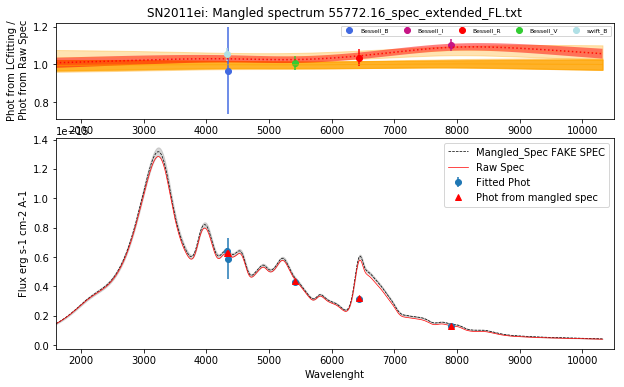 SN2011ei: Mangled spectrum 55772.16_spec_extended_FL.txt
Phot from LCfitting /
Phot from Raw Spec
1.2
1.0
0.8
Bessell_B
Bessell_I
Bessell_R
Bessell_V
swift_B
2000 3000 4000 5000 6000 7000 8000 9000 10000
Flux erg s-1 cm-2 A-1
1.4
1.2
1.0
0.8
0.6
0.4
0.2
0.0
Mangled_Spec FAKE SPEC
Raw Spec
Fitted Phot
Phot from mangled spec
2000 3000 4000 5000 6000 7000 8000 9000 10000
Wavelenght